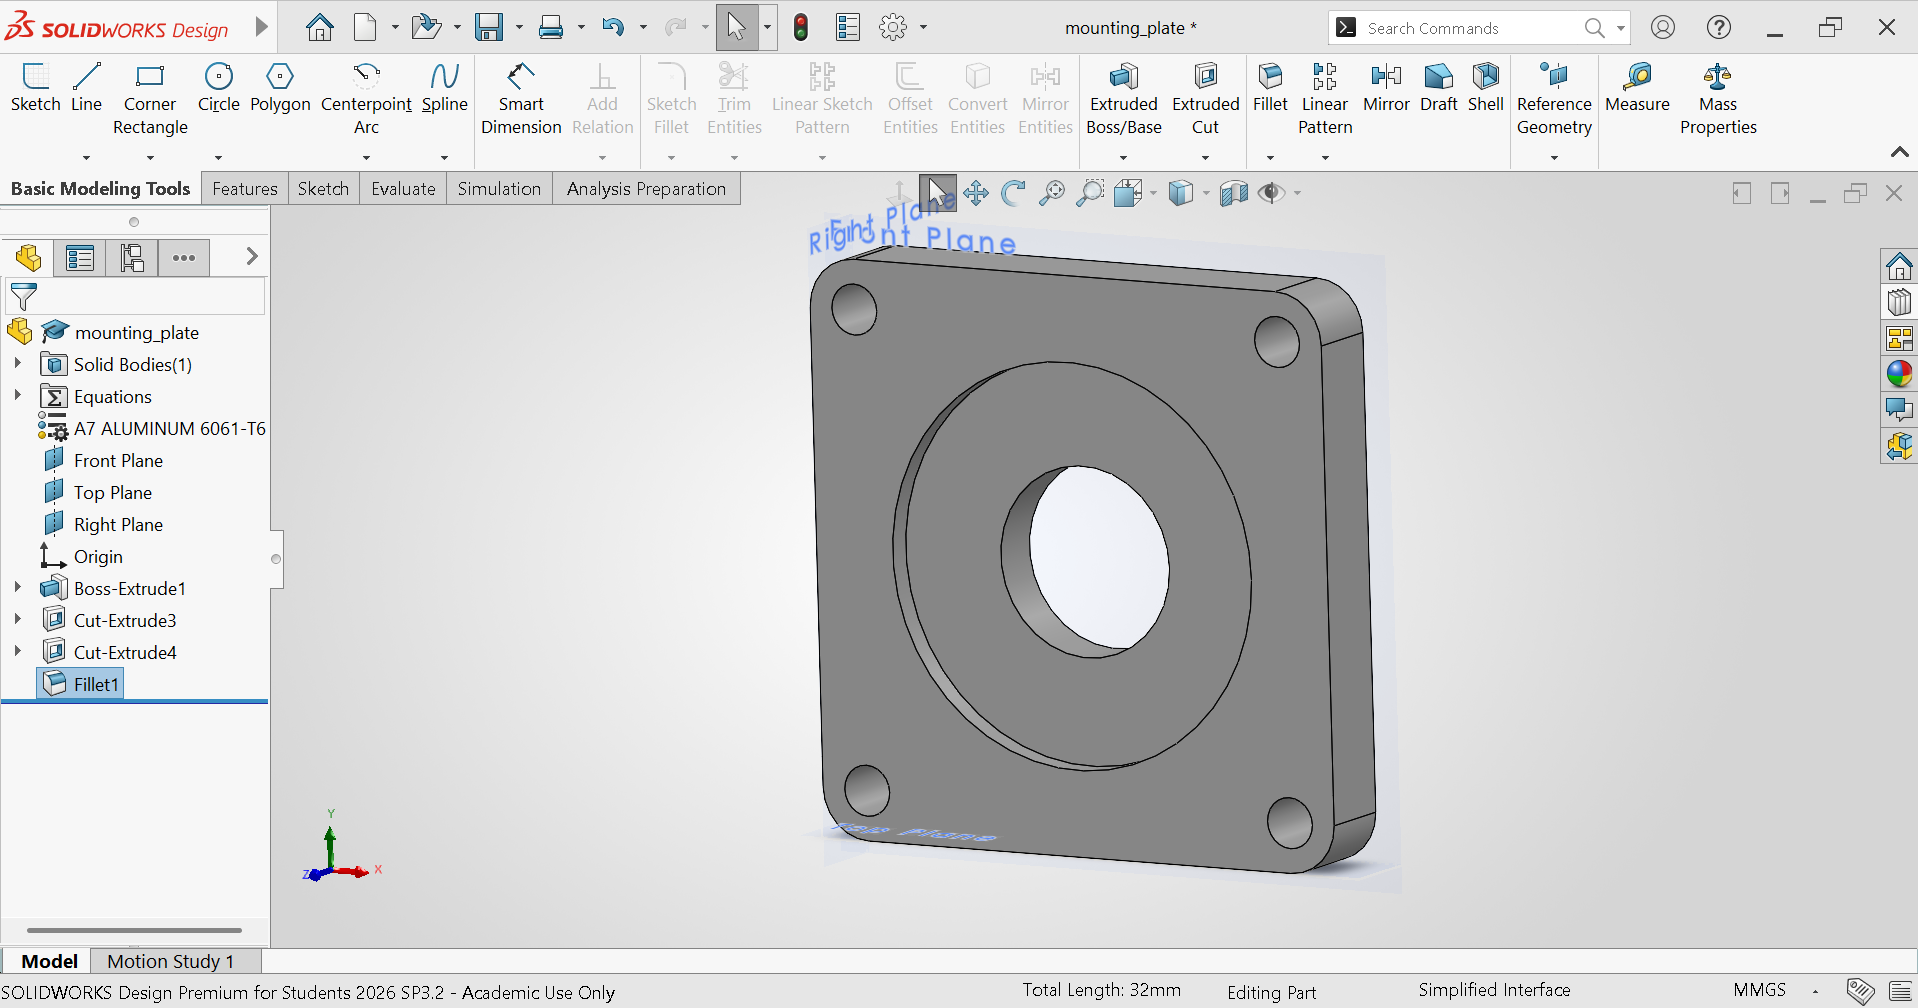 SOLIDWORKS Design
mounting_plate *
Search Commands
Sketch
Line
Corner
Rectangle
Circle
Polygon
Centerpoint
Arc
Spline
Smart
Dimension
Add
Relation
Sketch
Fillet
Trim
Entities
Linear Sketch
Pattern
Offset
Entities
Convert
Entities
Mirror
Entities
Extruded
Boss/Base
Extruded
Cut
Fillet
Linear
Pattern
Mirror
Draft
Shell
Reference
Geometry
Measure
Mass
Properties
Basic Modeling Tools
Features
Sketch
Evaluate
Simulation
Analysis Preparation
mounting_plate
Solid Bodies(1)
Equations
A7 ALUMINUM 6061-T6
Front Plane
Top Plane
Right Plane
Origin
Boss-Extrude1
Cut-Extrude3
Cut-Extrude4
Fillet1
Right Plane
Front Plane
Top Plane
Y
Z
X
Model
Motion Study 1
SOLIDWORKS Design Premium for Students 2026 SP3.2 - Academic Use Only
Total Length: 32mm
Editing Part
Simplified Interface
MMGS